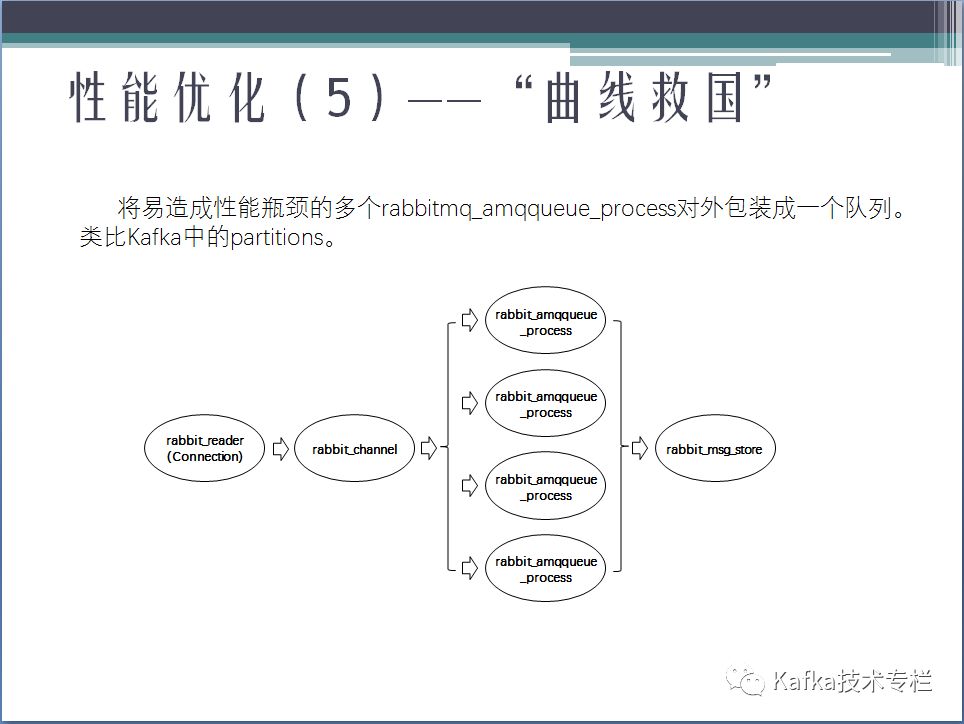 性能优化（5）——“曲线救国”
将易造成性能瓶颈的多个rabbitmq_amqqueue_process对外包装成一个队列。
类比Kafka中的partitions。
rabbit_reader
(Connection)
rabbit_channel
rabbit_amqqueue
_process
rabbit_amqqueue
_process
rabbit_amqqueue
_process
rabbit_amqqueue
_process
rabbit_msg_store
Kafka技术专栏